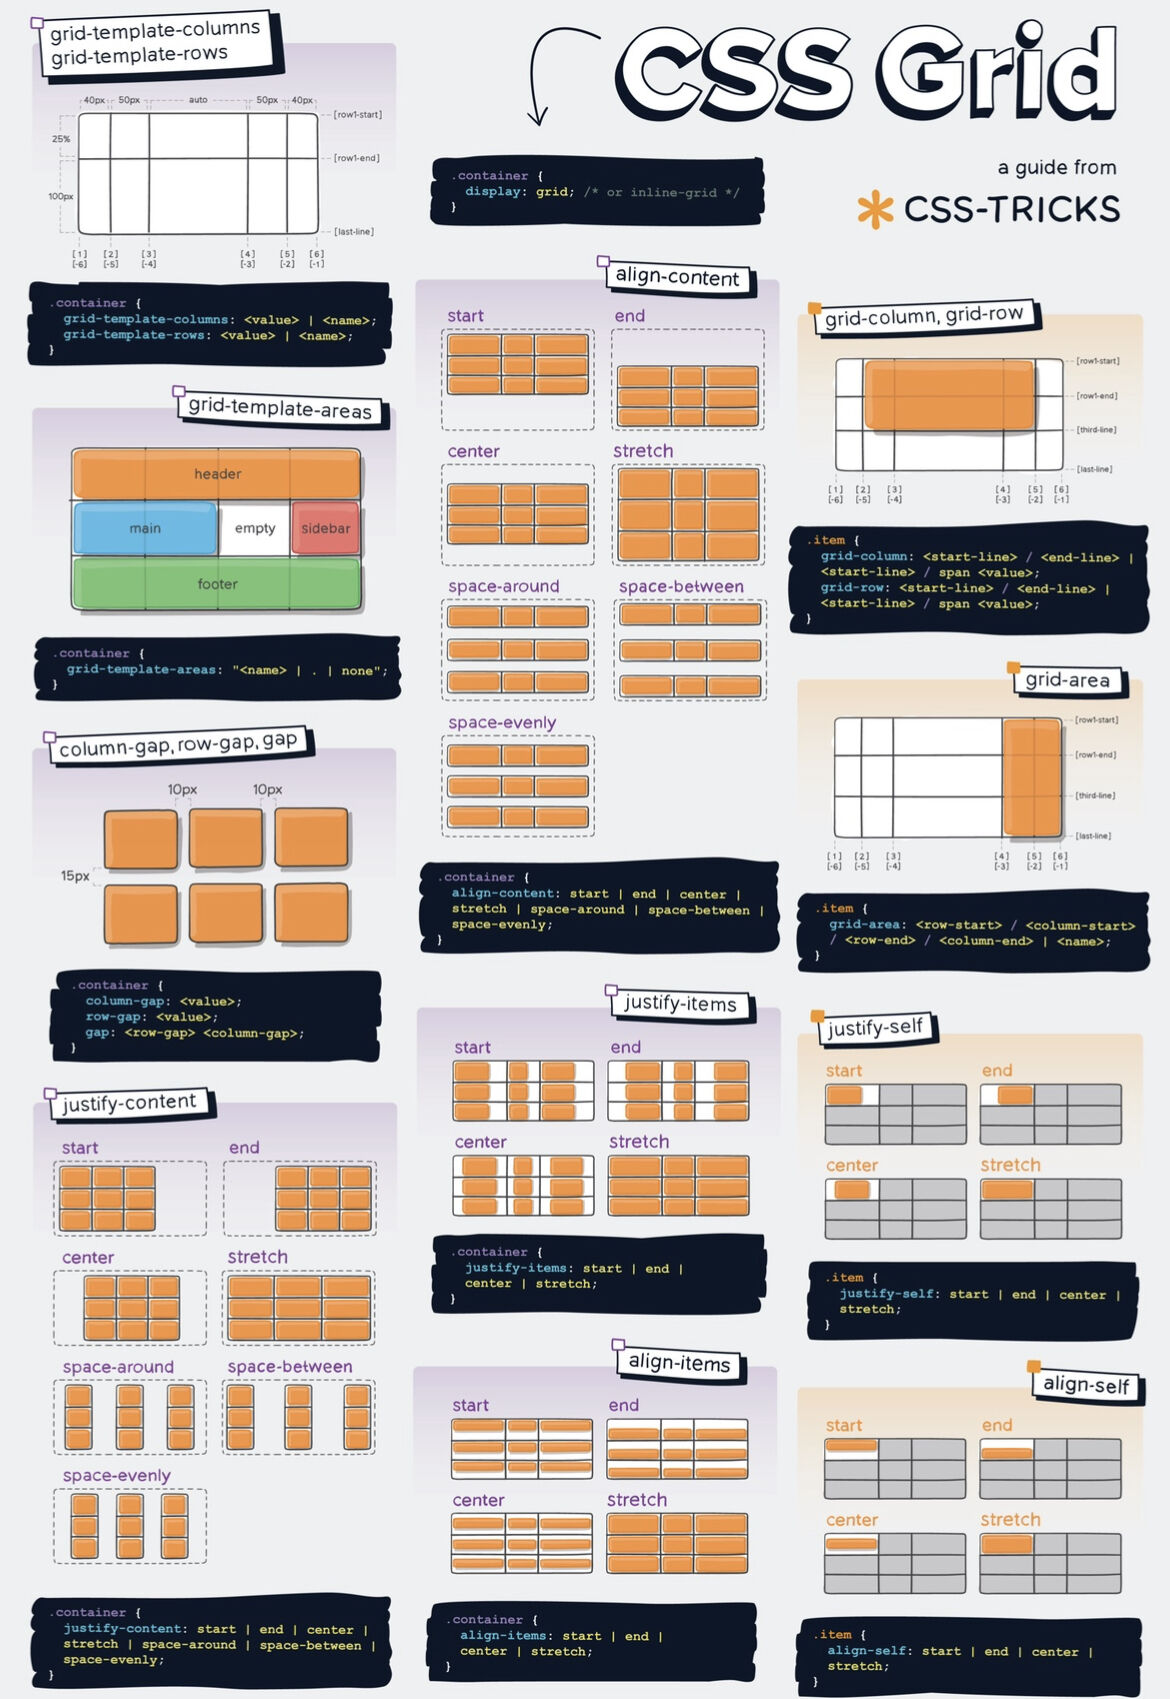 grid-template-columns
grid-template-rows
40px 50px auto 50px 40px
25%
100px
[row1-start]
[row1-end]
[last-line]
[1] [2] [3] [4] [5] [6]
[-6] [-5] [-4] [-3] [-2] [-1]
.container {
grid-template-columns: <value> | <name>;
grid-template-rows: <value> | <name>;
}
grid-template-areas
header
main empty sidebar
footer
.container {
grid-template-areas: "<name> | . | none";
}
column-gap, row-gap, gap
10px 10px
15px
.container {
column-gap: <value>;
row-gap: <value>;
gap: <row-gap> <column-gap>;
}
justify-content
start end
center stretch
space-around space-between
space-evenly
.container {
justify-content: start | end | center |
stretch | space-around | space-between |
space-evenly;
}
CSS Grid
a guide from
CSS-TRICKS
.container {
display: grid; /* or inline-grid */
}
align-content
start end
center stretch
space-around space-between
space-evenly
.container {
align-content: start | end | center |
stretch | space-around | space-between |
space-evenly;
}
justify-items
start end
center stretch
.container {
justify-items: start | end |
center | stretch;
}
align-items
start end
center stretch
.container {
align-items: start | end |
center | stretch;
}
grid-column, grid-row
[row1-start]
[row1-end]
[third-line]
[last-line]
[1] [2] [3] [4] [5] [6]
[-6] [-5] [-4] [-3] [-2] [-1]
.item {
grid-column: <start-line> / <end-line> |
<start-line> / span <value>;
grid-row: <start-line> / <end-line> |
<start-line> / span <value>;
}
grid-area
[row1-start]
[row1-end]
[third-line]
[last-line]
[1] [2] [3] [4] [5] [6]
[-6] [-5] [-4] [-3] [-2] [-1]
.item {
grid-area: <row-start> / <column-start>
/ <row-end> / <column-end> | <name>;
}
justify-self
start end
center stretch
.item {
justify-self: start | end | center |
stretch;
}
align-self
start end
center stretch
.item {
align-self: start | end | center |
stretch;
}